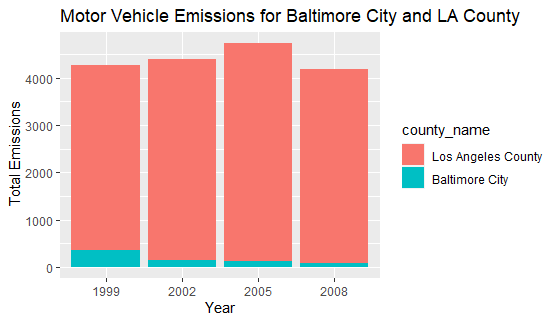 Motor Vehicle Emissions for Baltimore City and LA County
Total Emissions
4000
3000
2000
1000
0
1999 2002 2005 2008
Year
county_name
Los Angeles County
Baltimore City